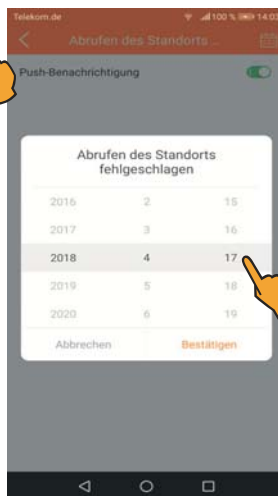 Telekom.de 100 % 14:03
Abrufen des Standorts ...
Push-Benachrichtigung
Abrufen des Standorts
fehlgeschlagen
2016 2 15
2017 3 16
2018 4 17
2019 5 18
2020 6 19
Abbrechen Bestätigen